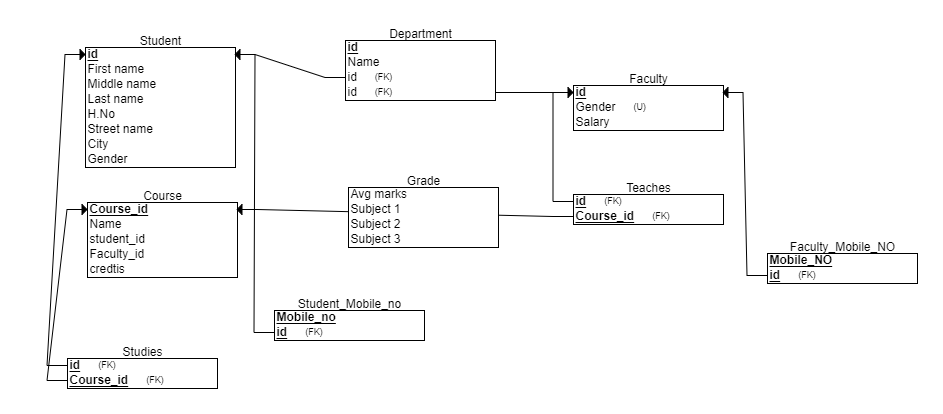 Student
id
First name
Middle name
Last name
H.No
Street name
City
Gender
Department
id
Name
id (FK)
id (FK)
Faculty
id
Gender (U)
Salary
Course
Course_id
Name
student_id
Faculty_id
credtis
Grade
Avg marks
Subject 1
Subject 2
Subject 3
Teaches
id (FK)
Course_id (FK)
Faculty_Mobile_NO
Mobile_NO
id (FK)
Student_Mobile_no
Mobile_no
id (FK)
Studies
id (FK)
Course_id (FK)